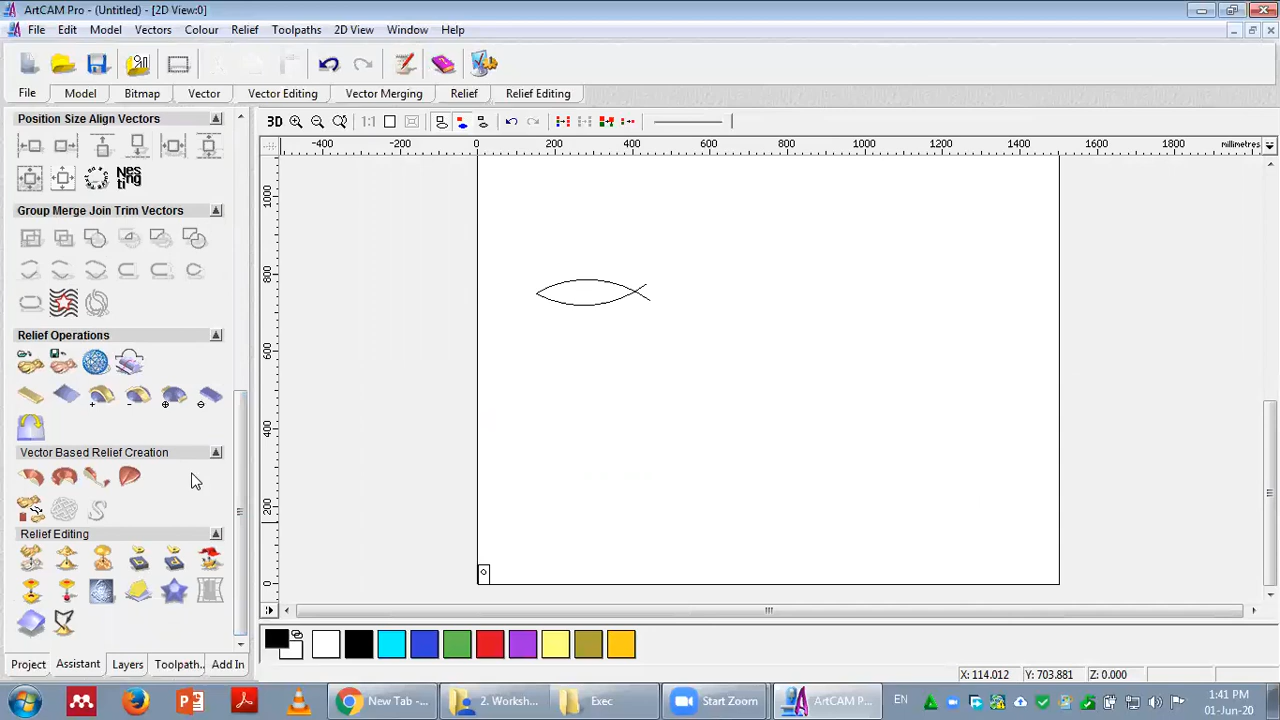 ArtCAM Pro - (Untitled) - [2D View:0]
File Edit Model Vectors Colour Relief Toolpaths 2D View Window Help
File Model Bitmap Vector Vector Editing Vector Merging Relief Relief Editing
Position Size Align Vectors
Nes
ting
Group Merge Join Trim Vectors
Relief Operations
Vector Based Relief Creation
Relief Editing
Project Assistant Layers Toolpath.. Add In
3D 1:1
-400 -200 0 200 400 600 800 1000 1200 1400 1600 1800 millimetres
1000
800
600
400
200
0
X: 114.012 Y: 703.881 Z: 0.000
New Tab -... 2. Worksh... Exec Start Zoom ArtCAM P... EN 1:41 PM
01-Jun-20